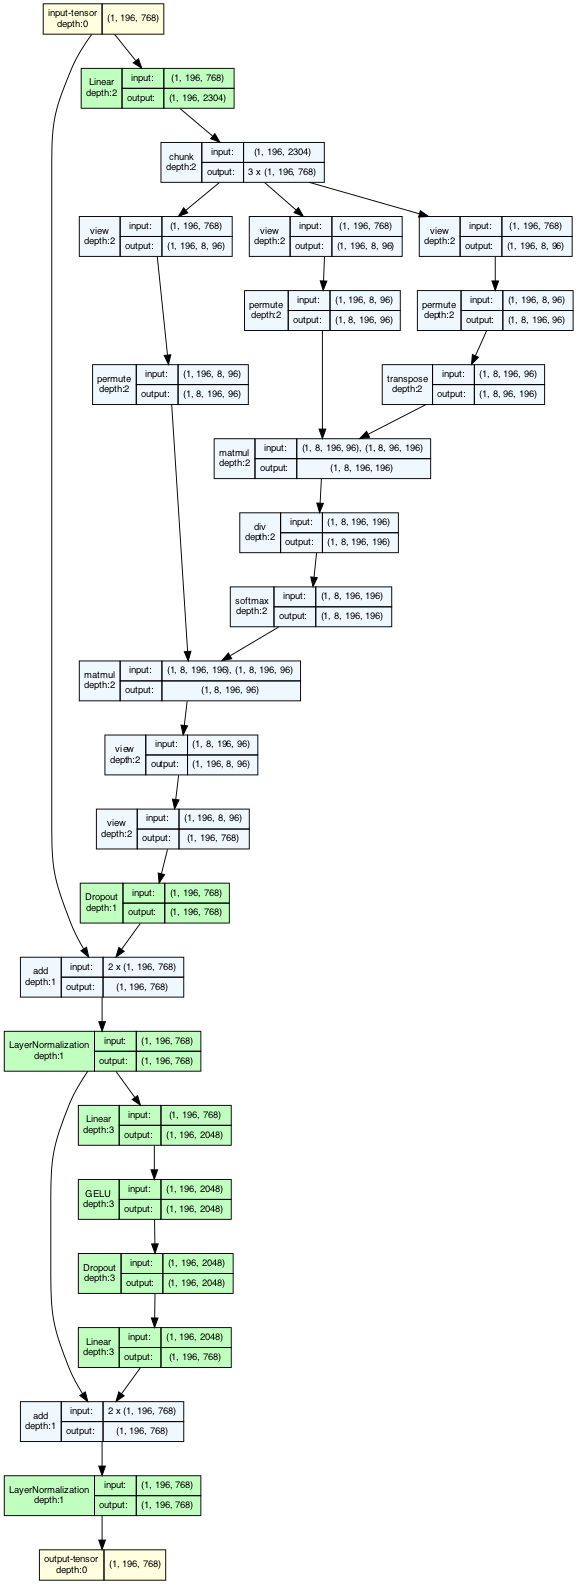 input-tensor
depth:0
(1, 196, 768)
Linear
depth:2
input:
(1, 196, 768)
output:
(1, 196, 2304)
chunk
depth:2
input:
(1, 196, 2304)
output:
3 x (1, 196, 768)
view
depth:2
input:
(1, 196, 768)
output:
(1, 196, 8, 96)
view
depth:2
input:
(1, 196, 768)
output:
(1, 196, 8, 96)
view
depth:2
input:
(1, 196, 768)
output:
(1, 196, 8, 96)
permute
depth:2
input:
(1, 196, 8, 96)
output:
(1, 8, 196, 96)
permute
depth:2
input:
(1, 196, 8, 96)
output:
(1, 8, 196, 96)
permute
depth:2
input:
(1, 196, 8, 96)
output:
(1, 8, 196, 96)
transpose
depth:2
input:
(1, 8, 196, 96)
output:
(1, 8, 96, 196)
matmul
depth:2
input:
(1, 8, 196, 96), (1, 8, 96, 196)
output:
(1, 8, 196, 196)
div
depth:2
input:
(1, 8, 196, 196)
output:
(1, 8, 196, 196)
softmax
depth:2
input:
(1, 8, 196, 196)
output:
(1, 8, 196, 196)
matmul
depth:2
input:
(1, 8, 196, 196), (1, 8, 196, 96)
output:
(1, 8, 196, 96)
view
depth:2
input:
(1, 8, 196, 96)
output:
(1, 196, 8, 96)
view
depth:2
input:
(1, 196, 8, 96)
output:
(1, 196, 768)
Dropout
depth:1
input:
(1, 196, 768)
output:
(1, 196, 768)
add
depth:1
input:
2 x (1, 196, 768)
output:
(1, 196, 768)
LayerNormalization
depth:1
input:
(1, 196, 768)
output:
(1, 196, 768)
Linear
depth:3
input:
(1, 196, 768)
output:
(1, 196, 2048)
GELU
depth:3
input:
(1, 196, 2048)
output:
(1, 196, 2048)
Dropout
depth:3
input:
(1, 196, 2048)
output:
(1, 196, 2048)
Linear
depth:3
input:
(1, 196, 2048)
output:
(1, 196, 768)
add
depth:1
input:
2 x (1, 196, 768)
output:
(1, 196, 768)
LayerNormalization
depth:1
input:
(1, 196, 768)
output:
(1, 196, 768)
output-tensor
depth:0
(1, 196, 768)